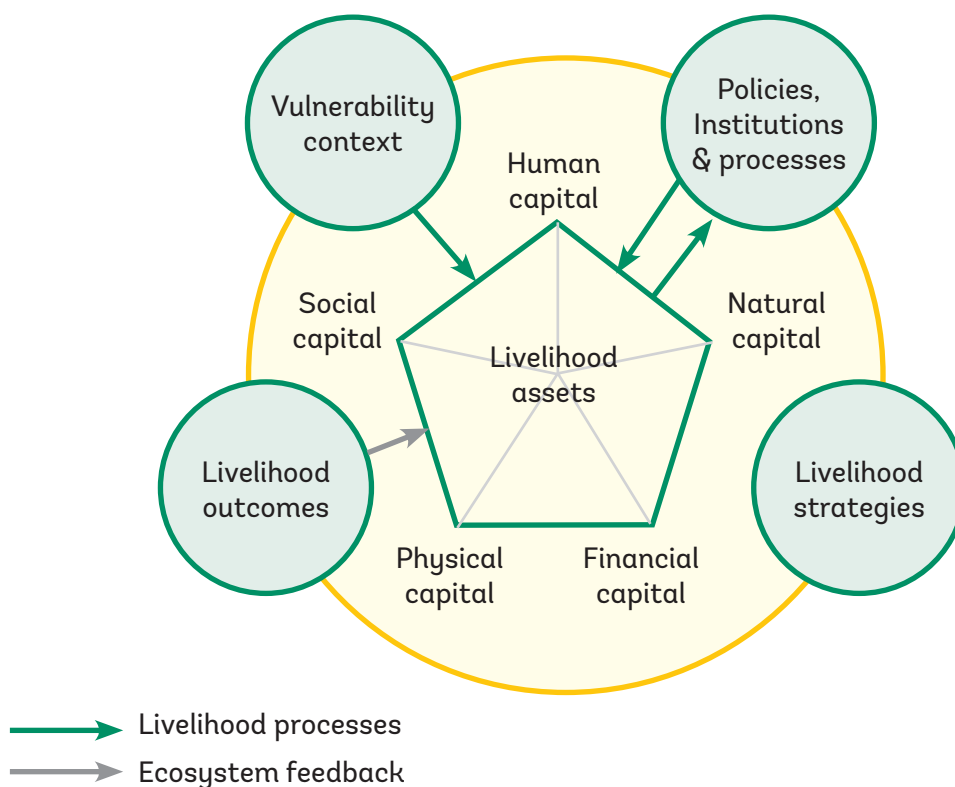 Vulnerability
context
Policies,
Institutions
& processes
Human
capital
Social
capital
Natural
capital
Livelihood
assets
Livelihood
outcomes
Livelihood
strategies
Physical
capital
Financial
capital
Livelihood processes
Ecosystem feedback